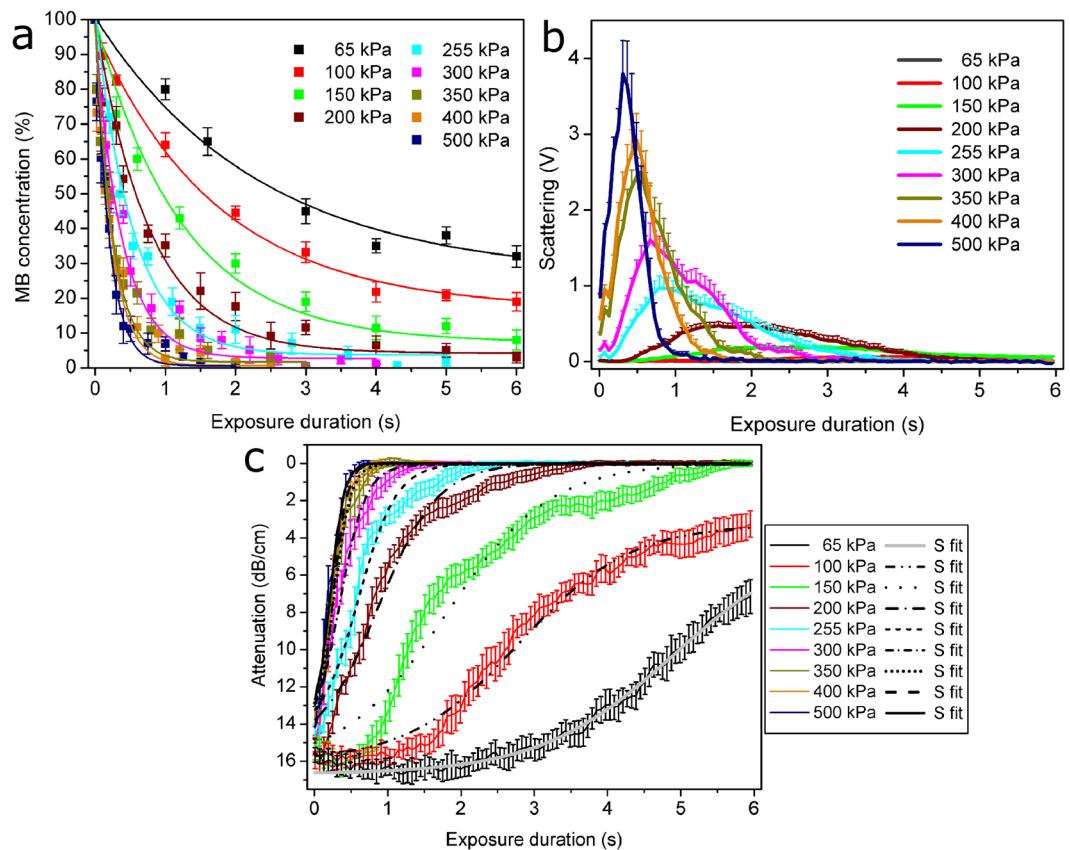 a
MB concentration (%)
100
90
80
70
60
50
40
30
20
10
0
65 kPa
100 kPa
150 kPa
200 kPa
255 kPa
300 kPa
350 kPa
400 kPa
500 kPa
0 1 2 3 4 5 6
Exposure duration (s)
b
Scattering (V)
4
3
2
1
0
65 kPa
100 kPa
150 kPa
200 kPa
255 kPa
300 kPa
350 kPa
400 kPa
500 kPa
0 1 2 3 4 5 6
Exposure duration (s)
c
Attenuation (dB/cm)
0
2
4
6
8
10
12
14
16
0 1 2 3 4 5 6
Exposure duration (s)
65 kPa S fit
100 kPa S fit
150 kPa S fit
200 kPa S fit
255 kPa S fit
300 kPa S fit
350 kPa S fit
400 kPa S fit
500 kPa S fit